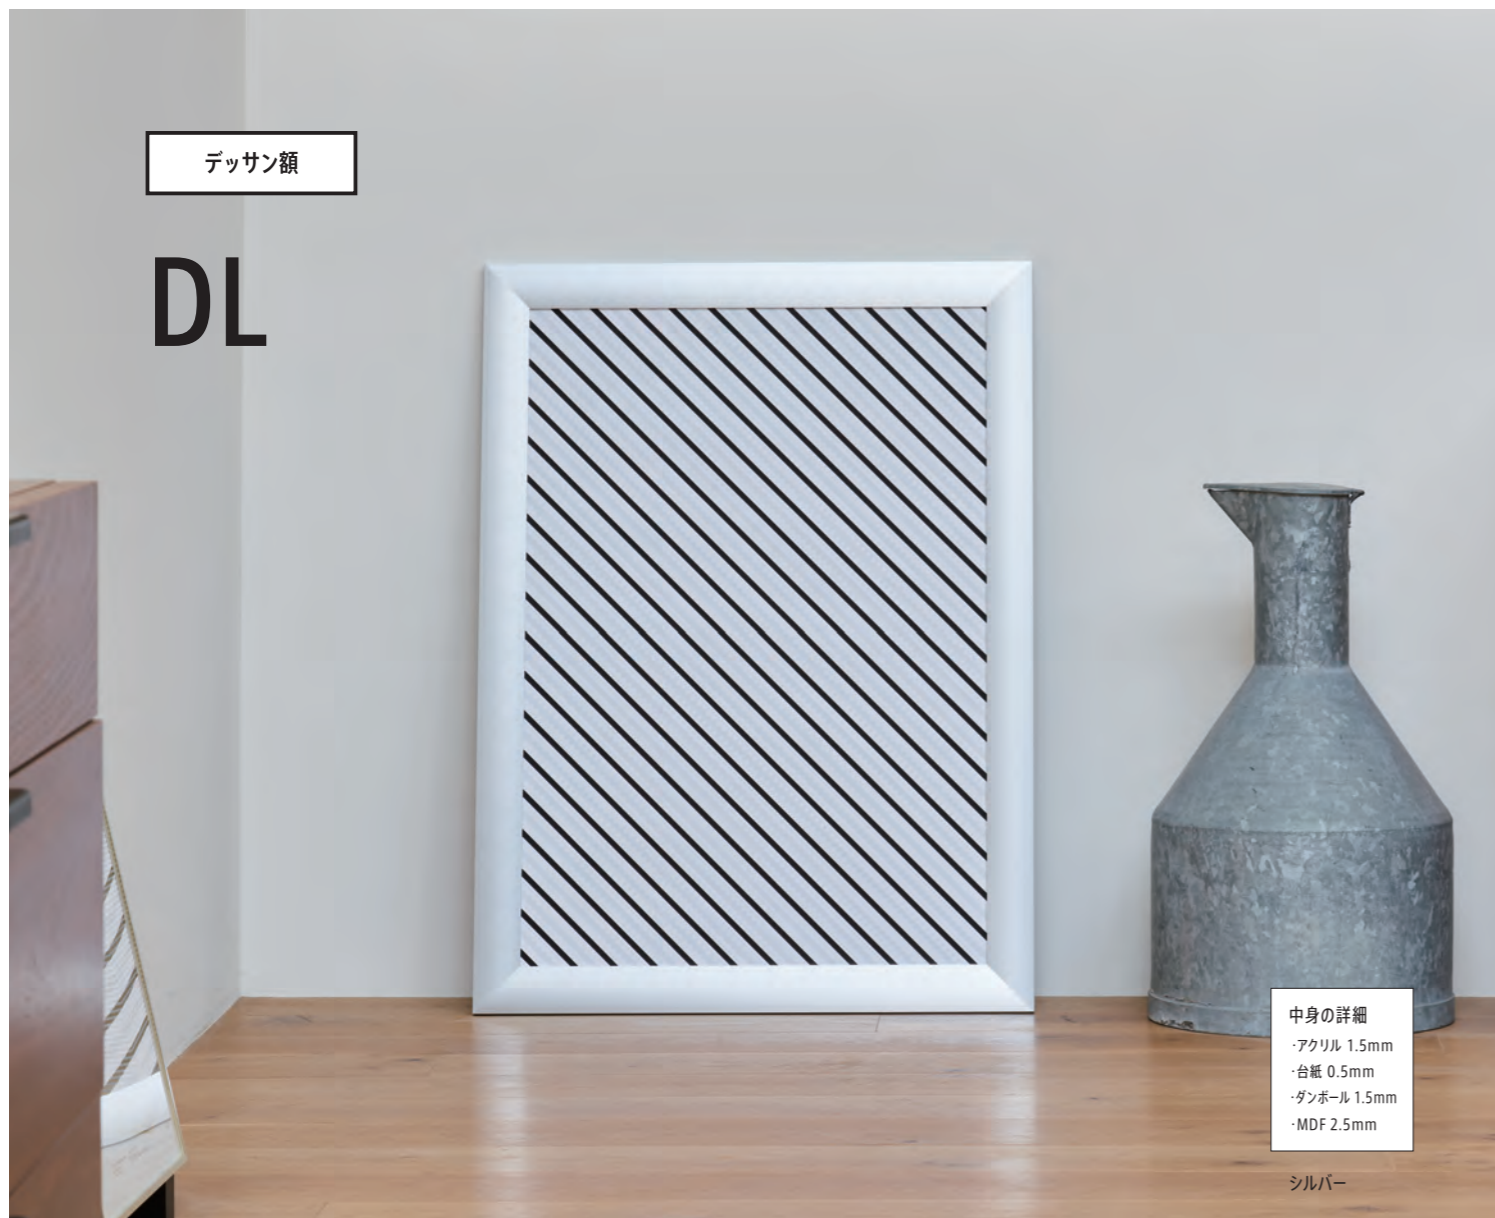 デッサン額
DL
中身の詳細
・アクリル 1.5mm
・台紙 0.5mm
・ダンボール 1.5mm
・MDF 2.5mm
シルバー